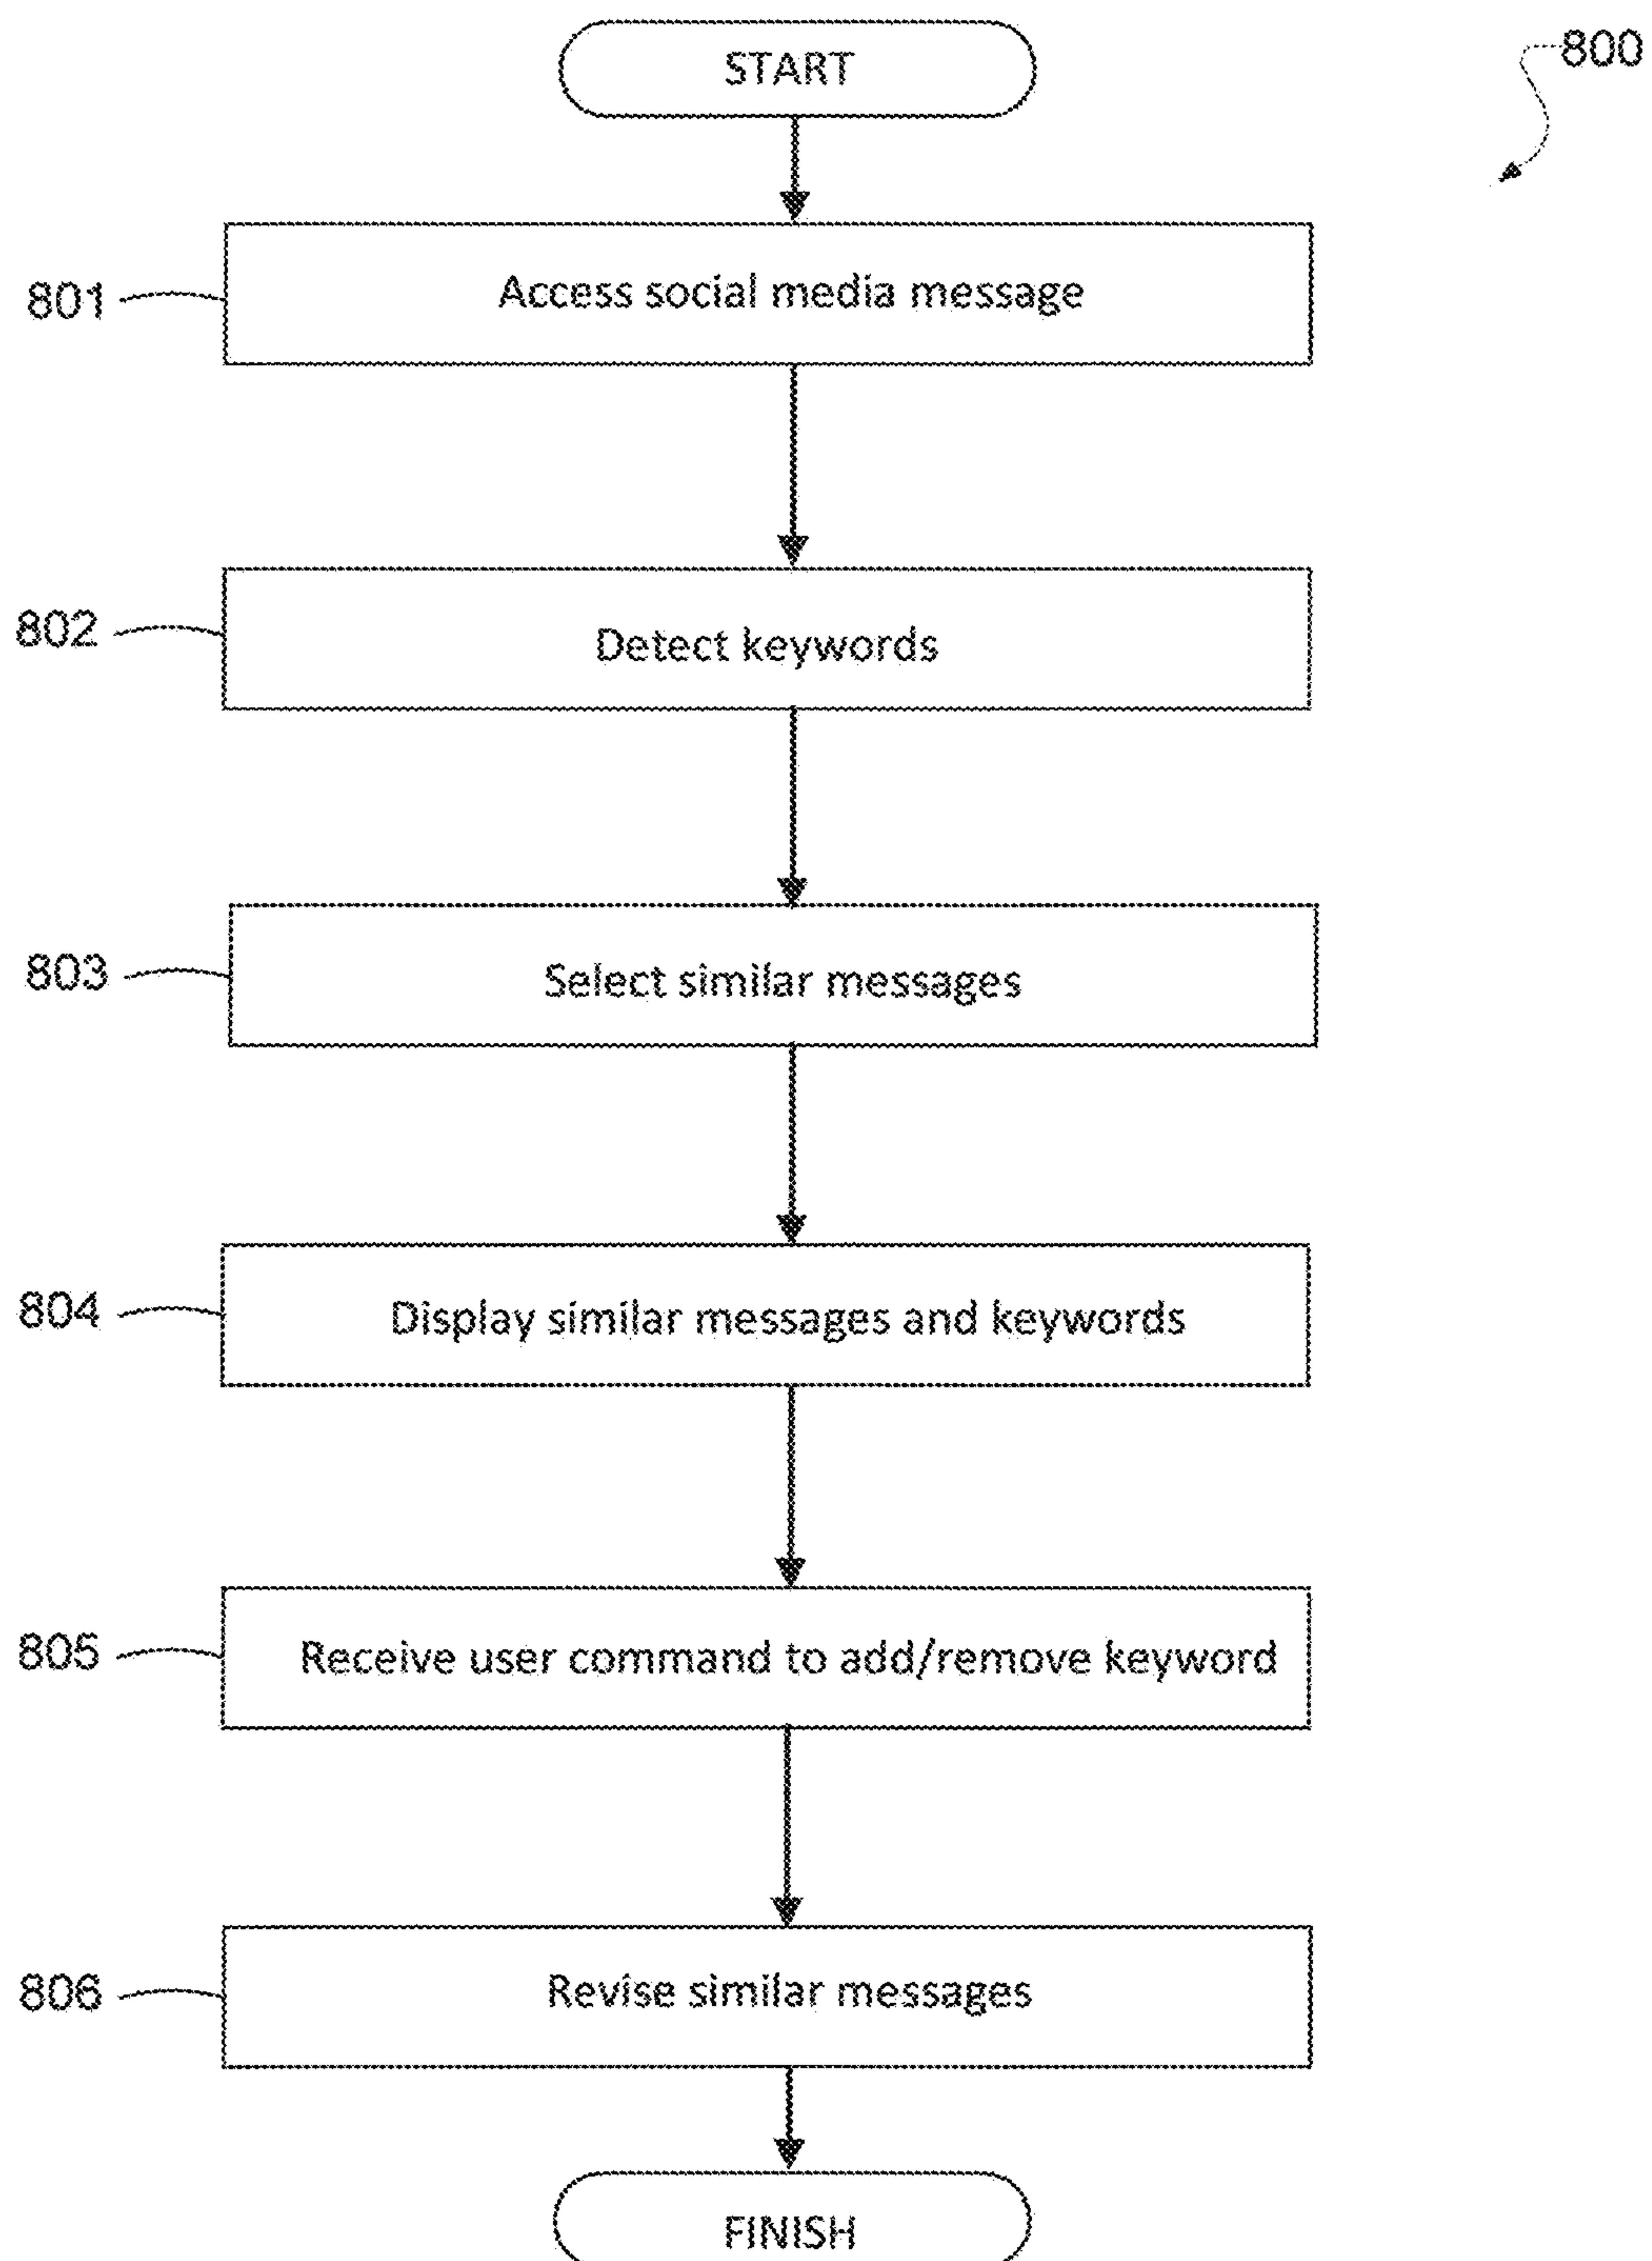 START
800
801
Access social media message
802
Detect keywords
803
Select similar messages
804
Display similar messages and keywords
805
Receive user command to add/remove keyword
806
Revise similar messages
FINISH